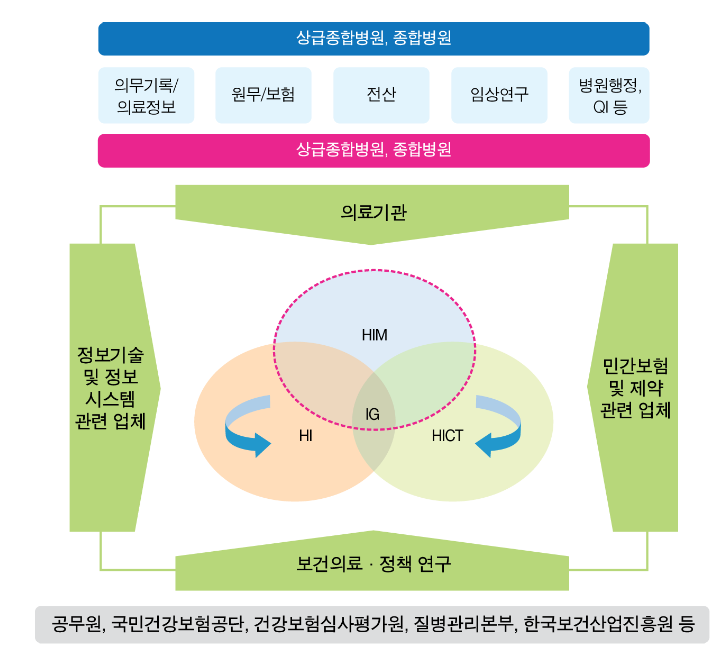 상급종합병원, 종합병원
의무기록/
의료정보
원무/보험
전산
임상연구
병원행정,
QI 등
상급종합병원, 종합병원
의료기관
정보기술
및 정보
시스템
관련 업체
HIM
IG
HI
HICT
민간보험
및 제약
관련 업체
보건의료 · 정책 연구
공무원, 국민건강보험공단, 건강보험심사평가원, 질병관리본부, 한국보건산업진흥원 등